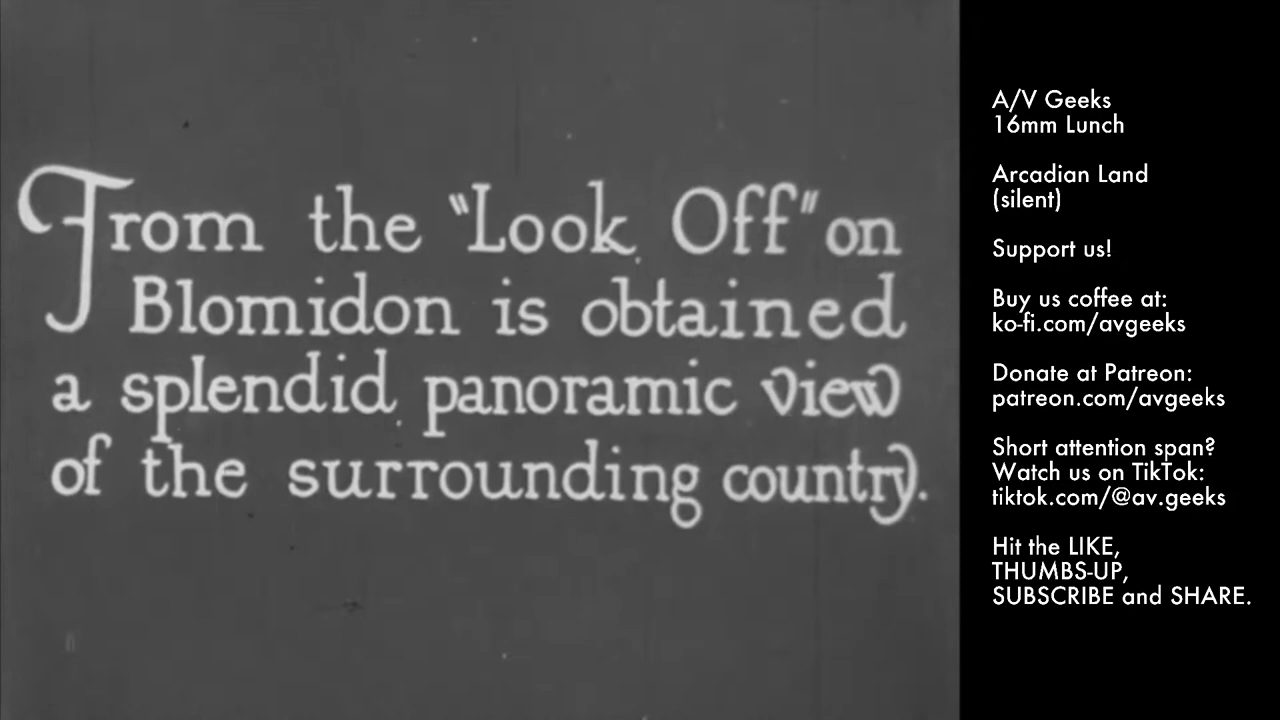 From the "Look Off" on
Blomidon is obtained
a splendid panoramic view
of the surrounding country.
A/V Geeks
16mm Lunch
Arcadian Land
(silent)
Support us!
Buy us coffee at:
ko-fi.com/avgeeks
Donate at Patreon:
patreon.com/avgeeks
Short attention span?
Watch us on TikTok:
tiktok.com/@av.geeks
Hit the LIKE,
THUMBS-UP,
SUBSCRIBE and SHARE.